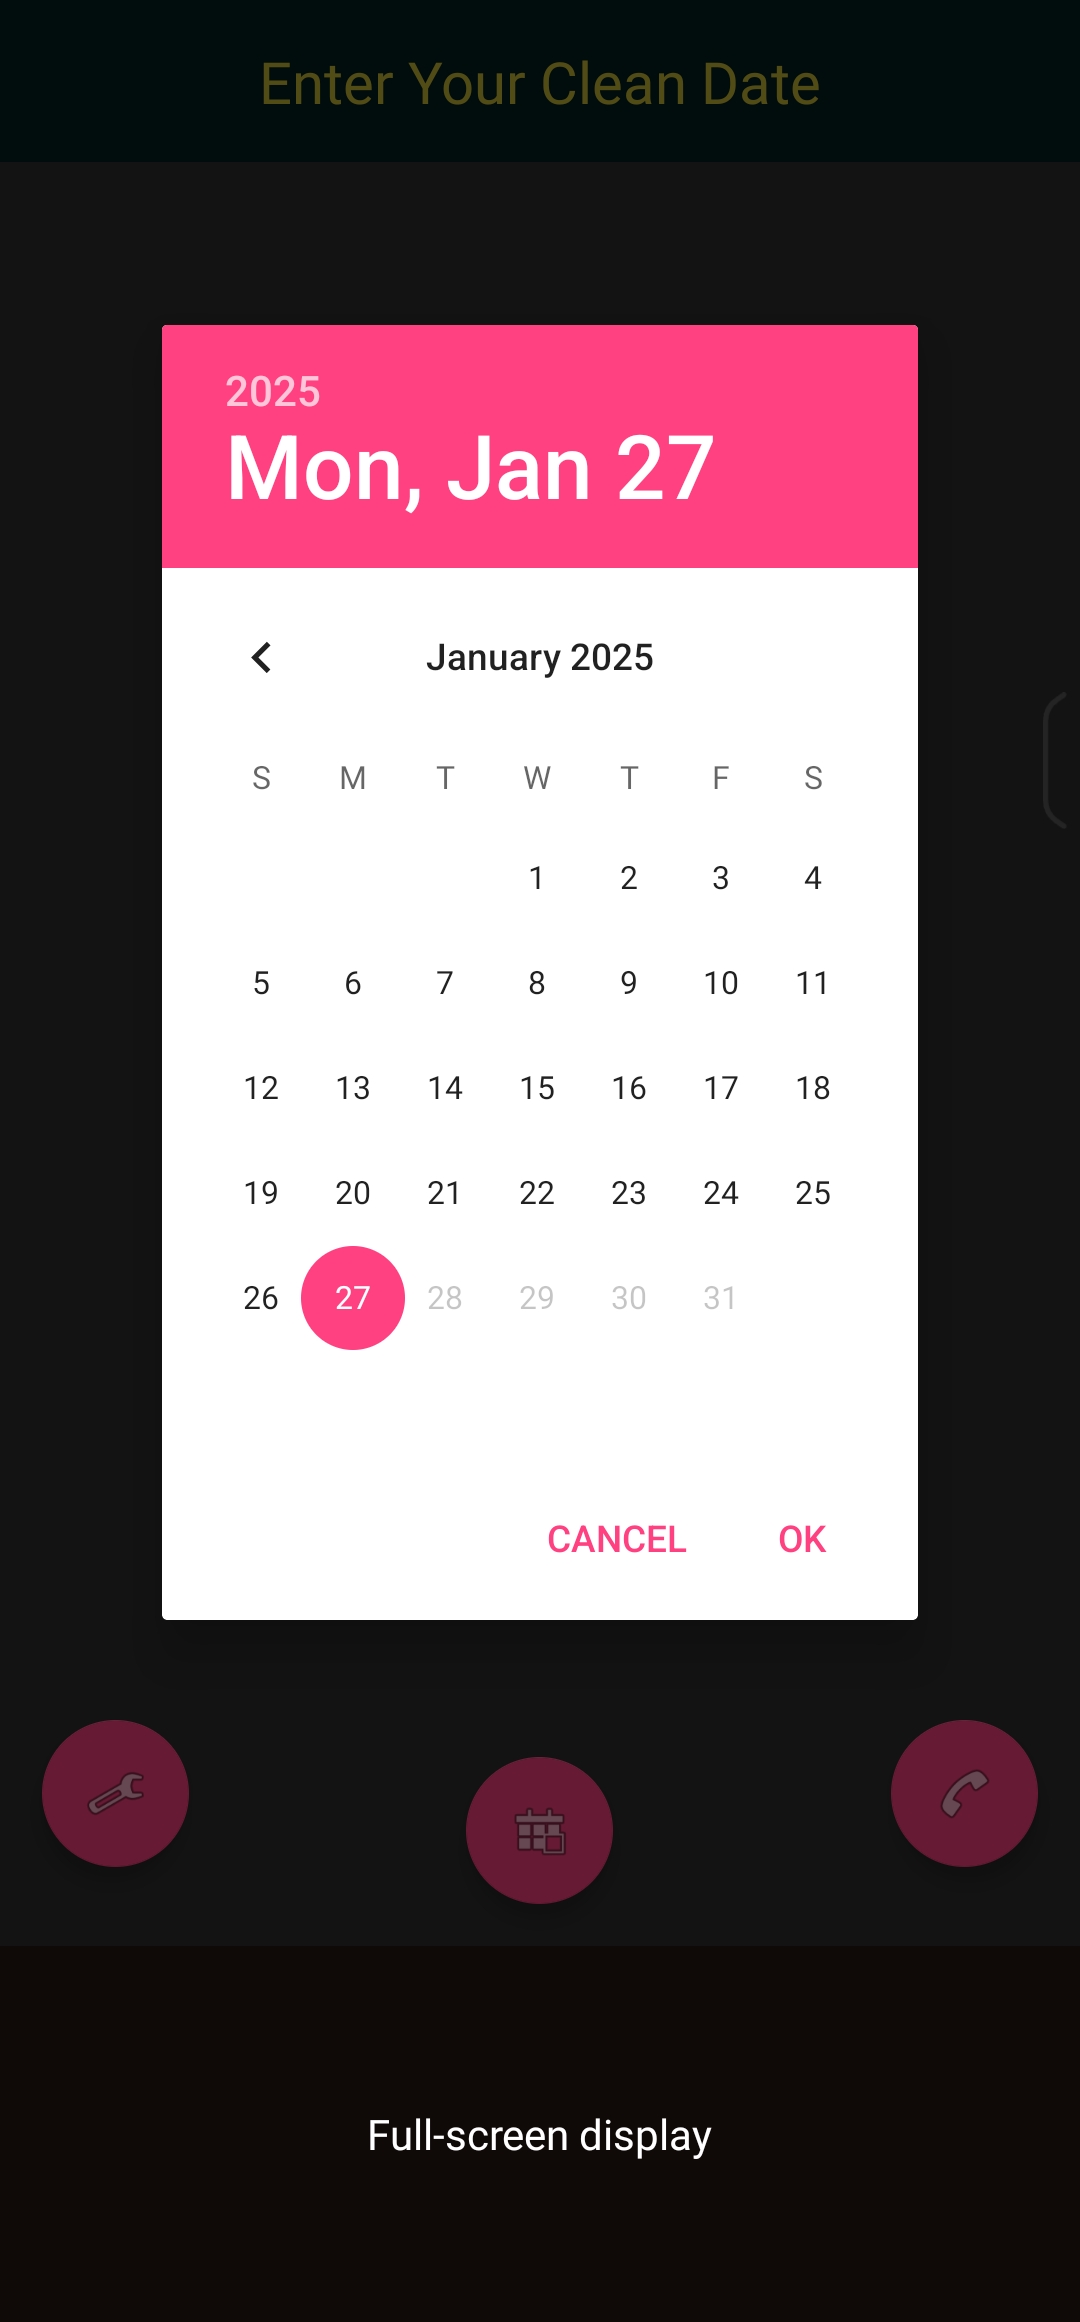 Enter Your Clean Date
2025
Mon, Jan 27
January 2025
S M T W T F S
1 2 3 4
5 6 7 8 9 10 11
12 13 14 15 16 17 18
19 20 21 22 23 24 25
26 27 28 29 30 31
CANCEL OK
Full-screen display